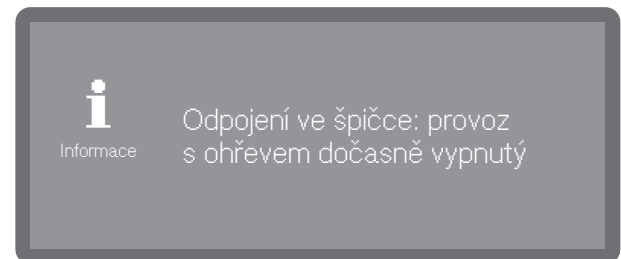 i
Informace
Odpojení ve špičce: provoz
s ohřevem dočasně vypnutý